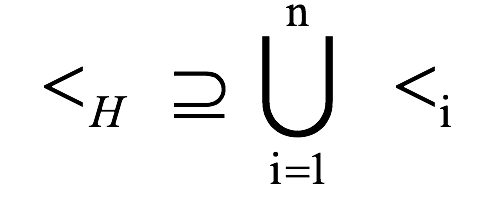 <_H ⊇ ⋃_{i=1}^{n} <_i